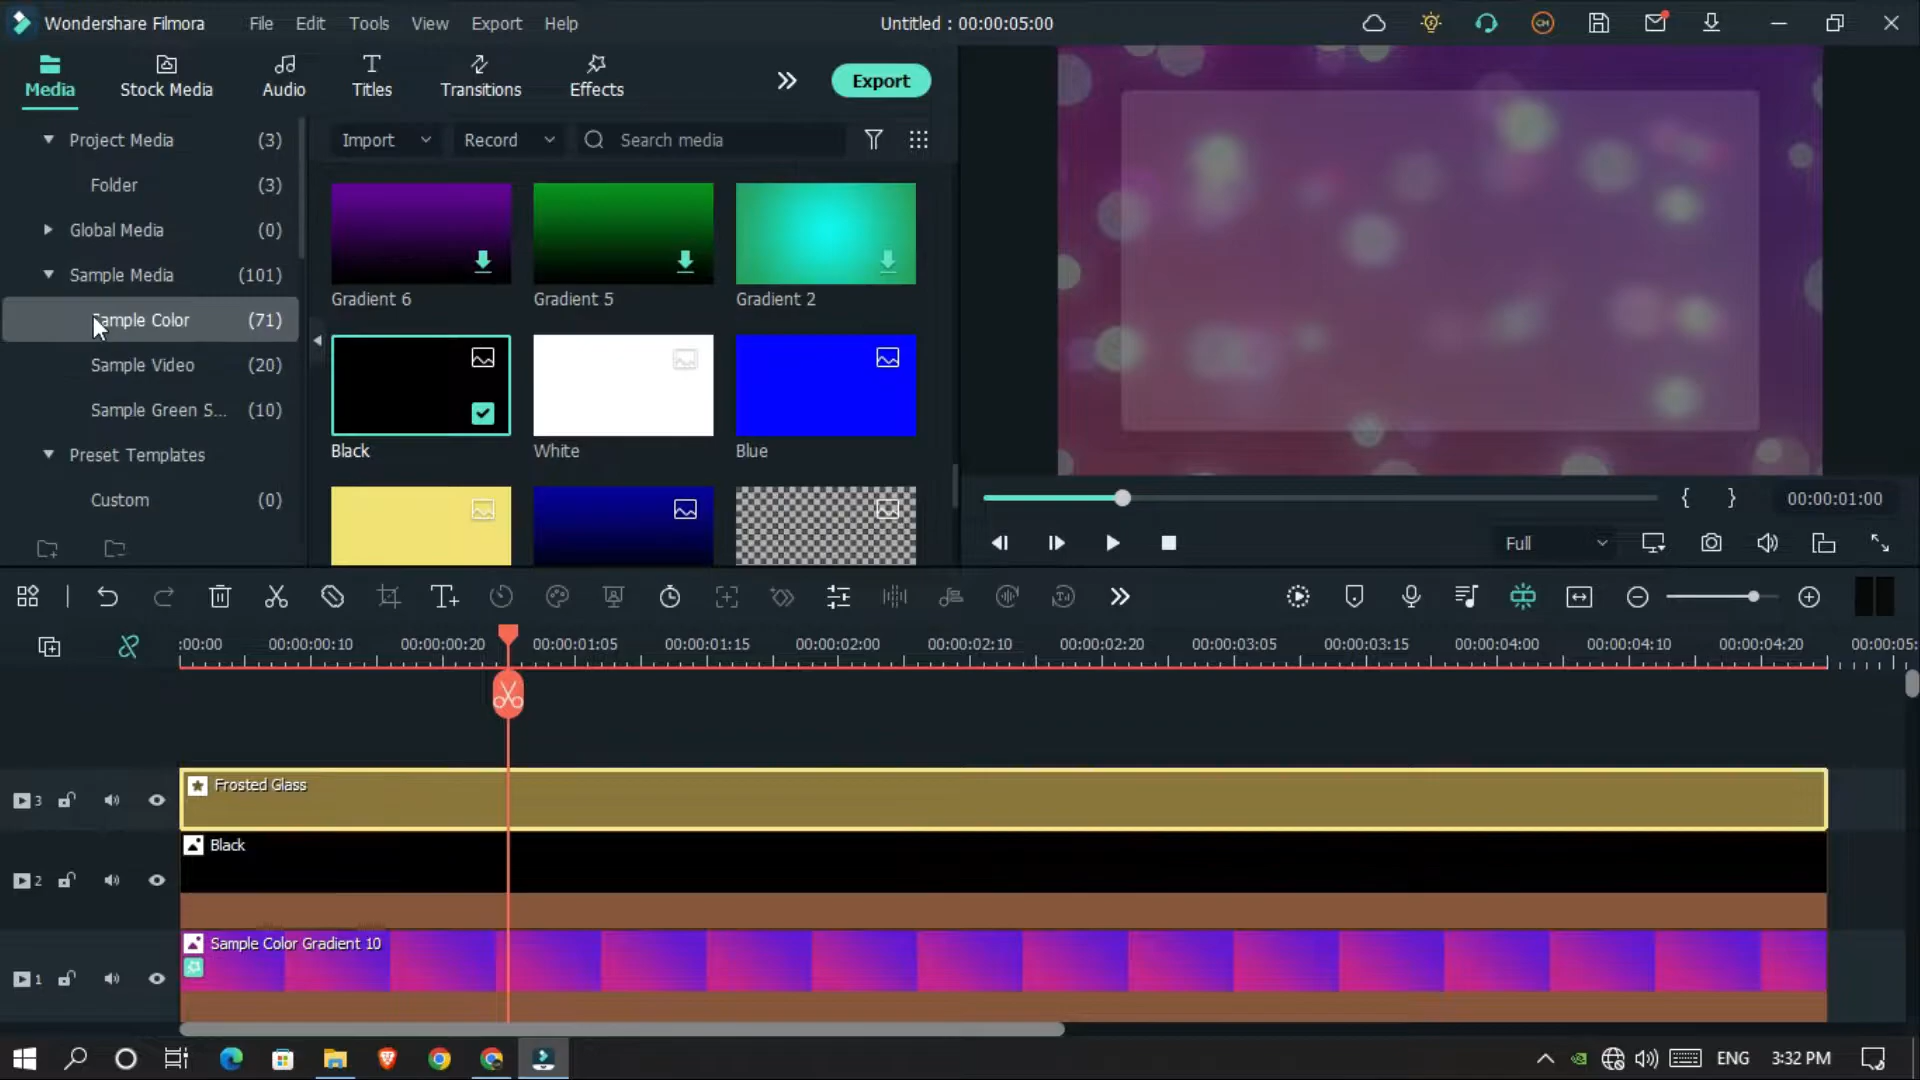 Wondershare Filmora
File
Edit
Tools
View
Export
Help
Untitled : 00:00:05:00
Media
Stock Media
Audio
Titles
Transitions
Effects
Export
Project Media (3)
Folder (3)
Global Media (0)
Sample Media (101)
Sample Color (71)
Sample Video (20)
Sample Green S... (10)
Preset Templates
Custom (0)
Import
Record
Search media
Gradient 6
Gradient 5
Gradient 2
Black
White
Blue
00:00:01:00
Full
:00:00
00:00:00:10
00:00:00:20
00:00:01:05
00:00:01:15
00:00:02:00
00:00:02:10
00:00:02:20
00:00:03:05
00:00:03:15
00:00:04:00
00:00:04:10
00:00:04:20
00:00:05:
3
Frosted Glass
2
Black
1
Sample Color Gradient 10
ENG
3:32 PM